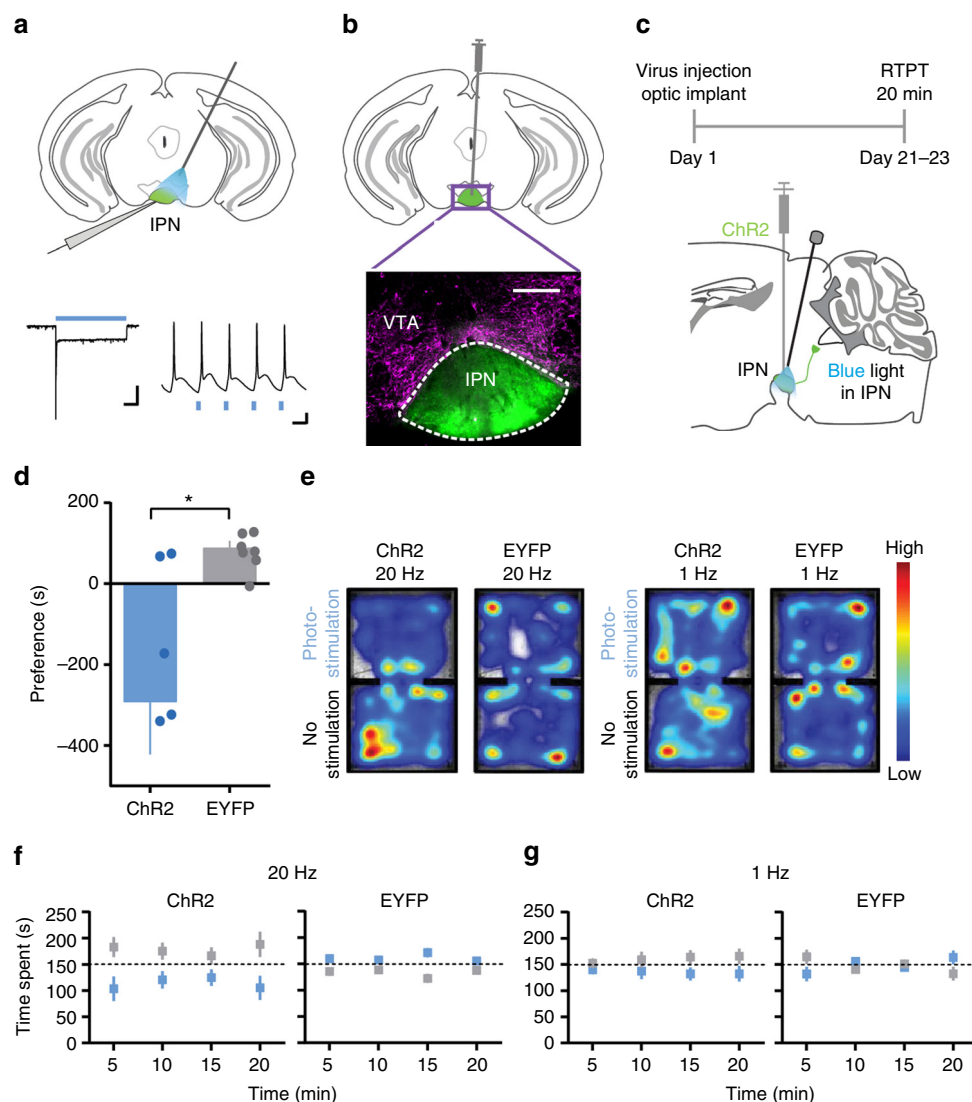 a
IPN
b
VTA
IPN
c
Virus injection
optic implant
RTPT
20 min
Day 1
Day 21–23
ChR2
IPN
Blue light
in IPN
d
*
Preference (s)
200
0
−200
−400
ChR2
EYFP
e
ChR2
20 Hz
EYFP
20 Hz
ChR2
1 Hz
EYFP
1 Hz
Photo-
stimulation
No
stimulation
Photo-
stimulation
No
stimulation
High
Low
f
20 Hz
ChR2
EYFP
Time spent (s)
250
200
150
100
50
0
5
10
15
20
5
10
15
20
Time (min)
g
1 Hz
ChR2
EYFP
250
200
150
100
50
0
5
10
15
20
5
10
15
20
Time (min)